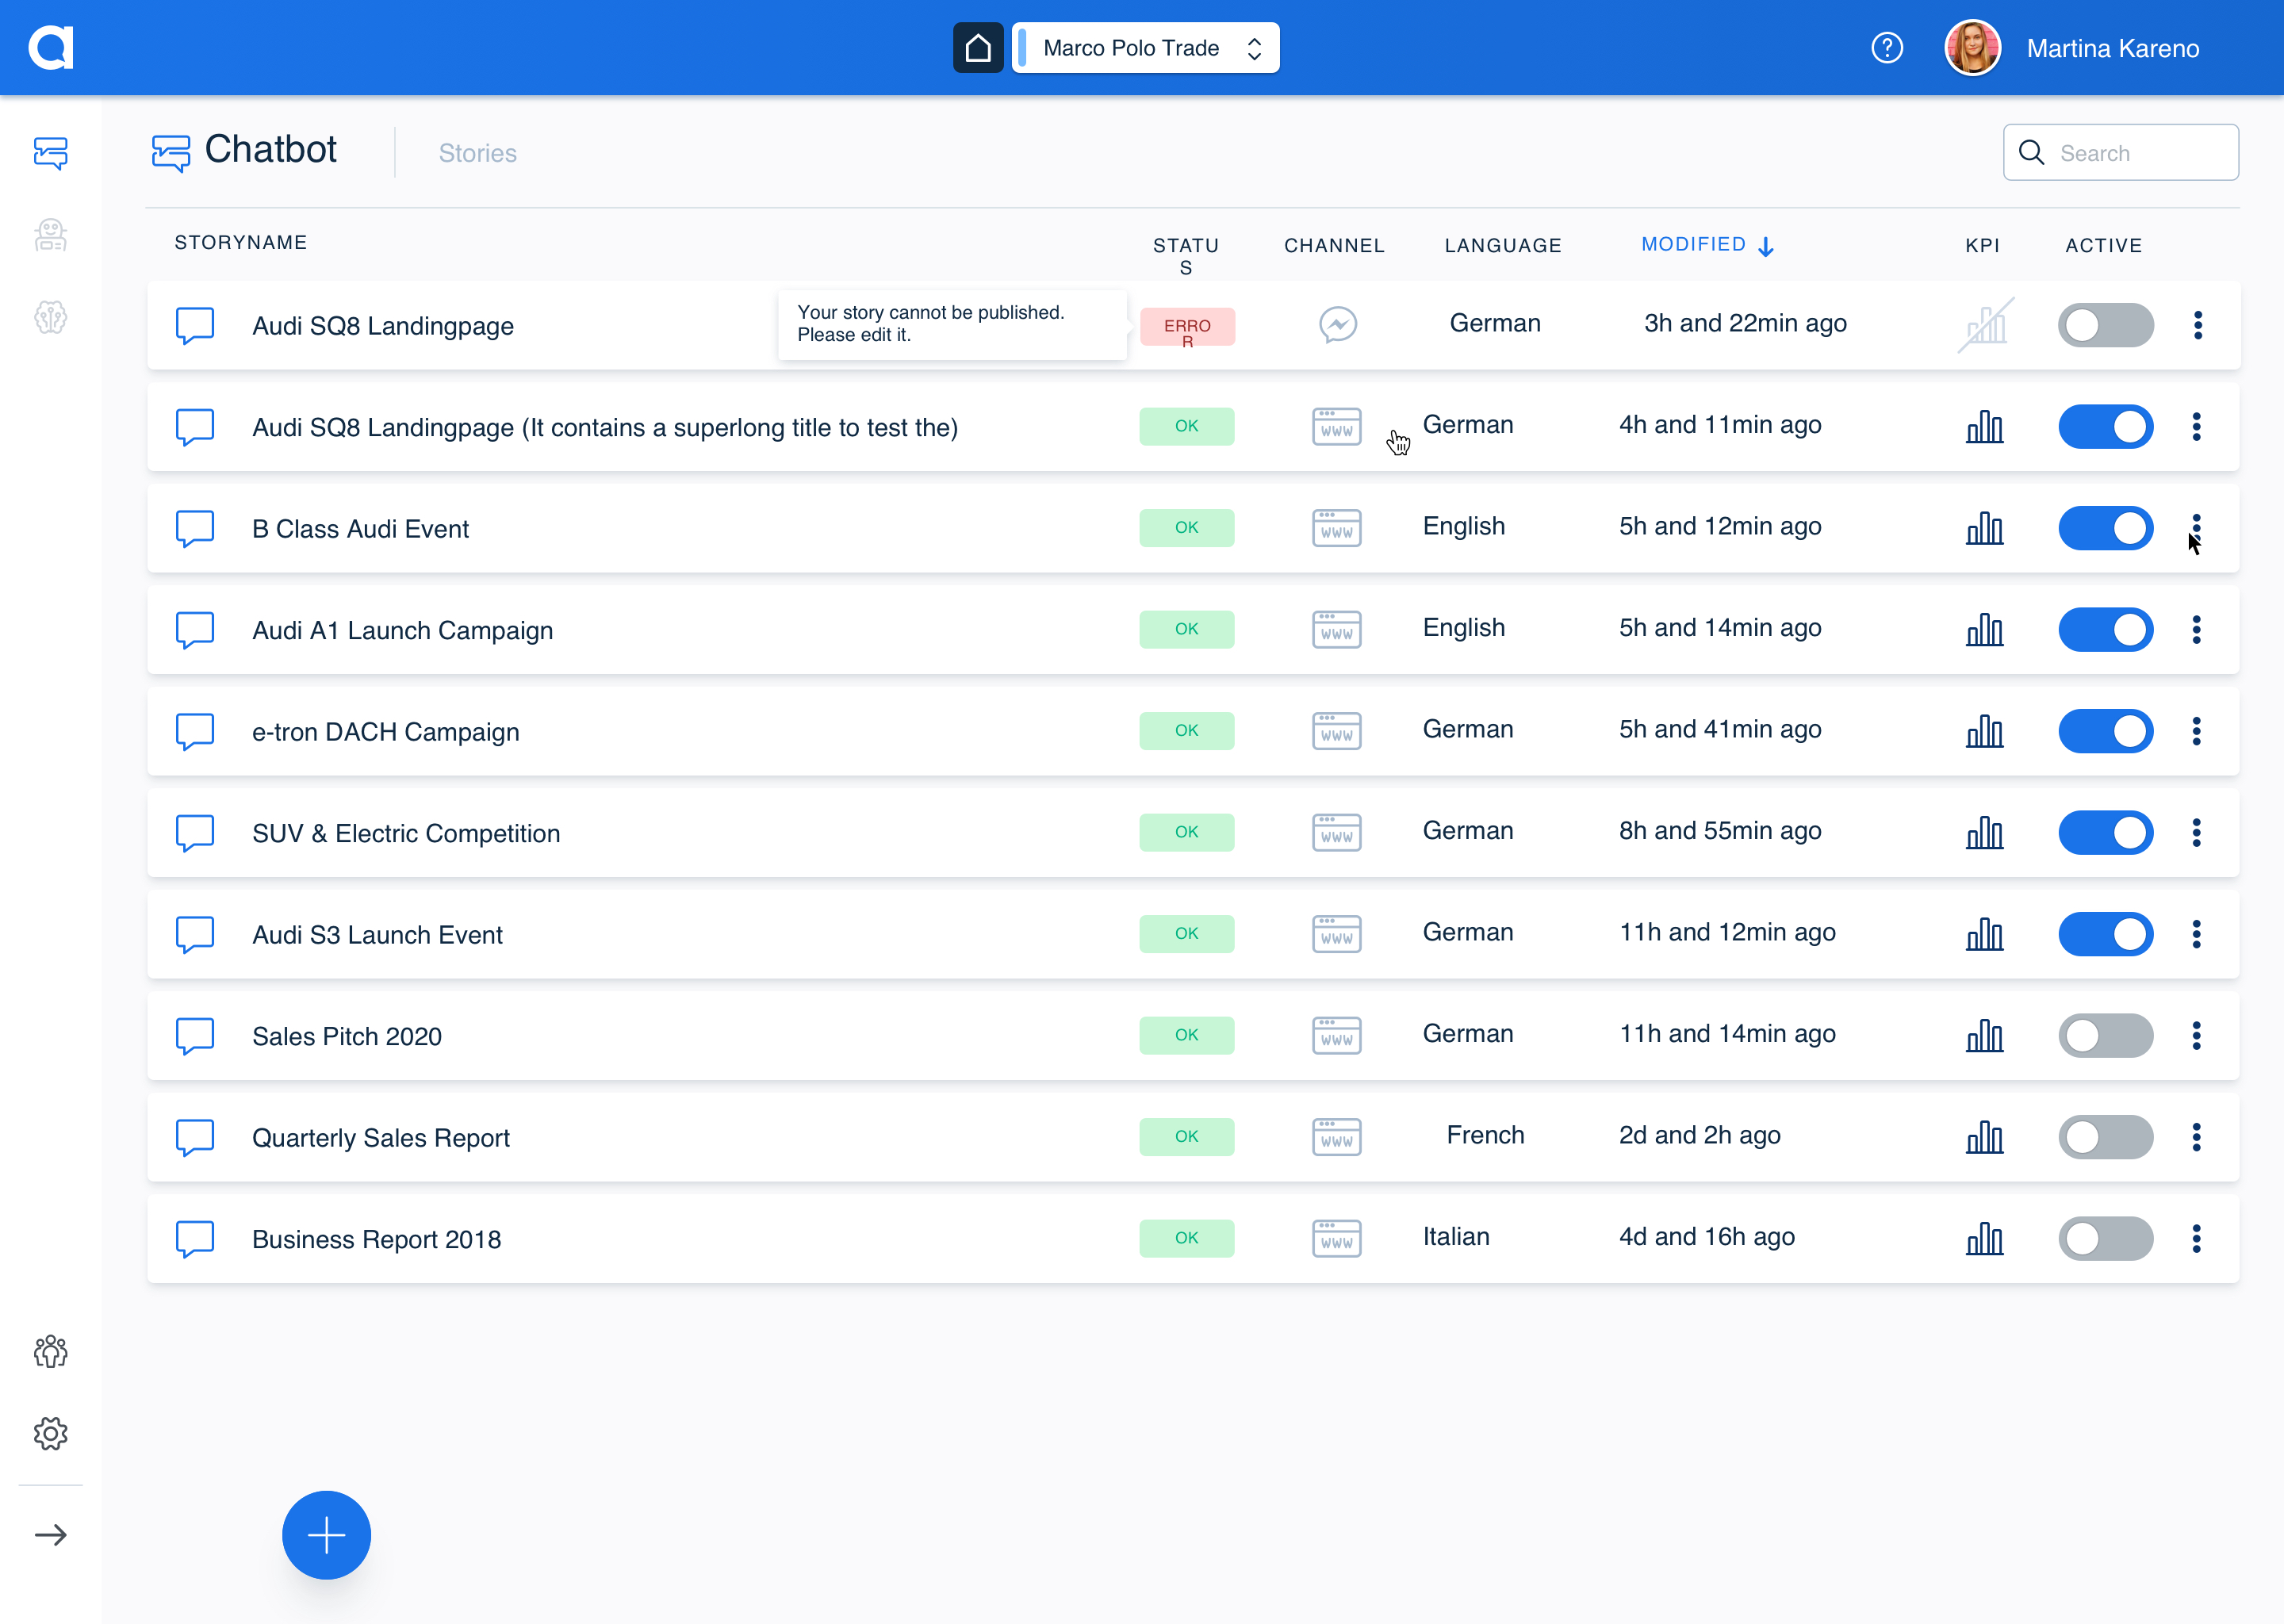 Marco Polo Trade
Martina Kareno
Chatbot
Stories
Search
STORYNAME
STATU
S
CHANNEL
LANGUAGE
MODIFIED
KPI
ACTIVE
Audi SQ8 Landingpage
Your story cannot be published.
Please edit it.
ERRO
R
German
3h and 22min ago
Audi SQ8 Landingpage (It contains a superlong title to test the)
OK
WWW
German
4h and 11min ago
B Class Audi Event
OK
WWW
English
5h and 12min ago
Audi A1 Launch Campaign
OK
WWW
English
5h and 14min ago
e-tron DACH Campaign
OK
WWW
German
5h and 41min ago
SUV & Electric Competition
OK
WWW
German
8h and 55min ago
Audi S3 Launch Event
OK
WWW
German
11h and 12min ago
Sales Pitch 2020
OK
WWW
German
11h and 14min ago
Quarterly Sales Report
OK
WWW
French
2d and 2h ago
Business Report 2018
OK
WWW
Italian
4d and 16h ago